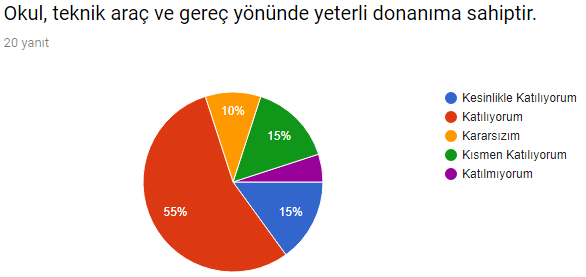 Okul, teknik araç ve gereç yönünde yeterli donanıma sahiptir.
20 yanıt
10%
15%
55%
15%
Kesinlikle Katılıyorum
Katılıyorum
Kararsızım
Kısmen Katılıyorum
Katılmıyorum